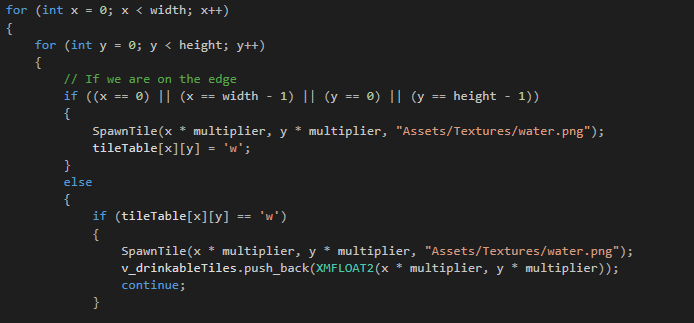 for (int x = 0; x < width; x++)
{
for (int y = 0; y < height; y++)
{
// If we are on the edge
if ((x == 0) || (x == width - 1) || (y == 0) || (y == height - 1))
{
SpawnTile(x * multiplier, y * multiplier, "Assets/Textures/water.png");
tileTable[x][y] = 'w';
}
else
{
if (tileTable[x][y] == 'w')
{
SpawnTile(x * multiplier, y * multiplier, "Assets/Textures/water.png");
v_drinkableTiles.push_back(XMFLOAT2(x * multiplier, y * multiplier));
continue;
}